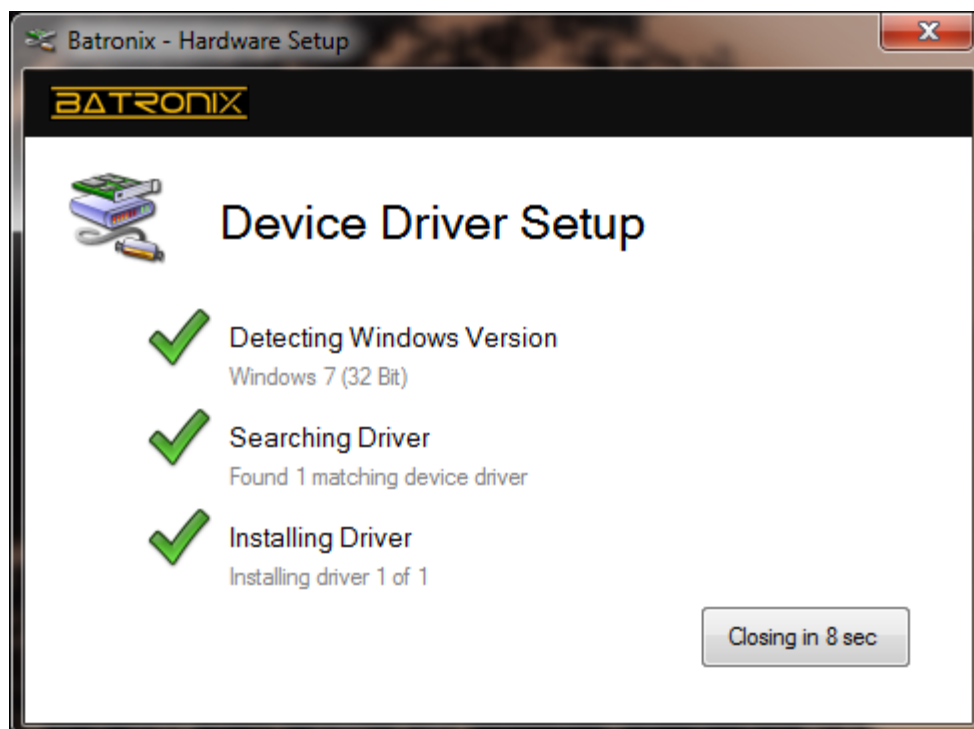 Batronix - Hardware Setup
BATRONIX
Device Driver Setup
Detecting Windows Version
Windows 7 (32 Bit)
Searching Driver
Found 1 matching device driver
Installing Driver
Installing driver 1 of 1
Closing in 8 sec